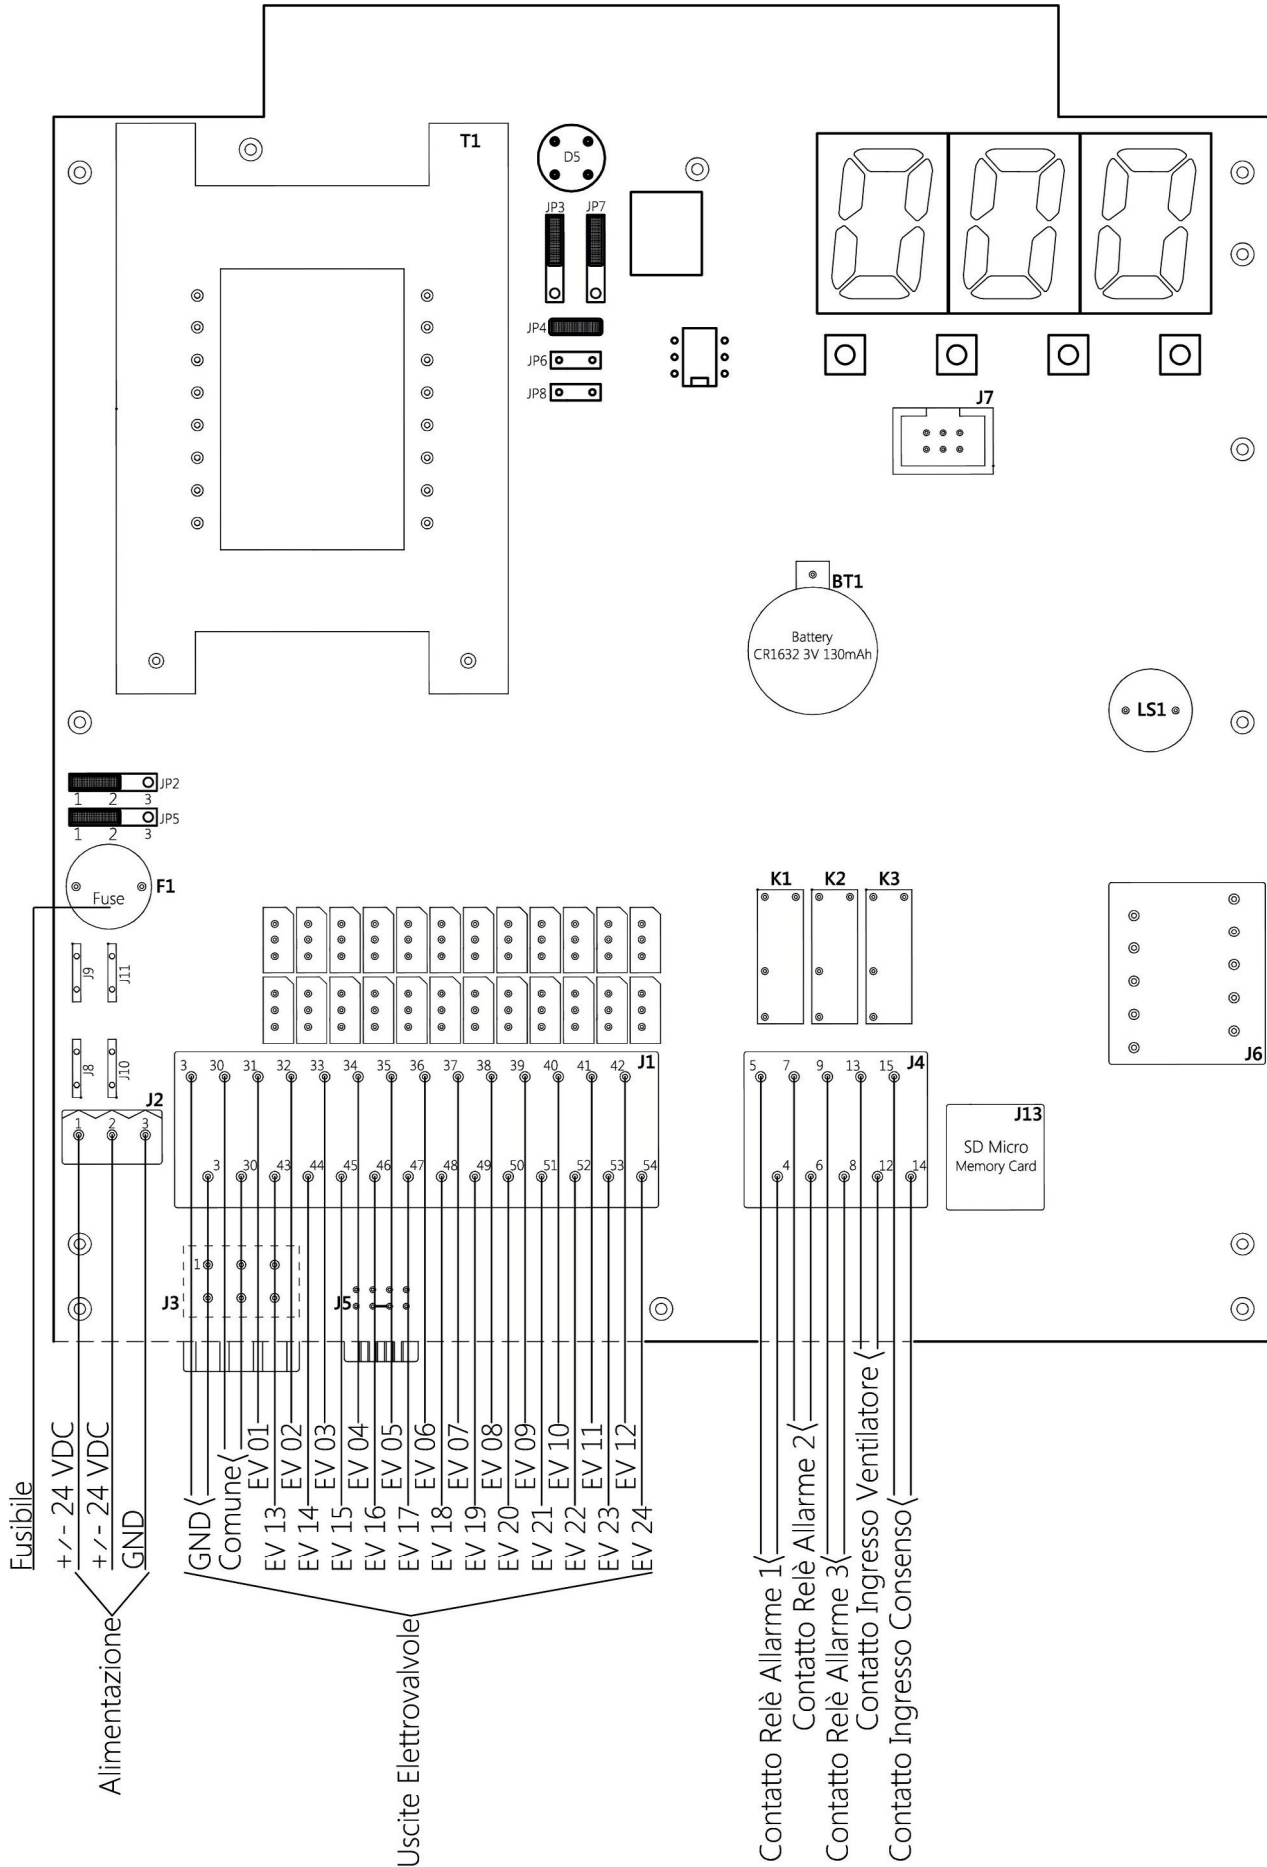 T1
D5
JP3 JP7
JP4
JP6
JP8
J7
BT1
Battery
CR1632 3V 130mAh
LS1
JP2
1 2 3
JP5
1 2 3
F1
Fuse
K1 K2 K3
J9 J11
J8 J10
J6
J2
1 2 3
3 30 31 32 33 34 35 36 37 38 39 40 41 42 J1
3 30 43 44 45 46 47 48 49 50 51 52 53 54
5 7 9 13 15 J4
4 6 8 12 14
J13
SD Micro
Memory Card
1
J3
J5
Fusibile
+/- 24 VDC
+/- 24 VDC
GND
Alimentazione
GND
Comune
EV 01
EV 02
EV 03
EV 04
EV 05
EV 06
EV 07
EV 08
EV 09
EV 10
EV 11
EV 12
EV 13
EV 14
EV 15
EV 16
EV 17
EV 18
EV 19
EV 20
EV 21
EV 22
EV 23
EV 24
Uscite Elettrovalvole
Contatto Relè Allarme 1
Contatto Relè Allarme 2
Contatto Relè Allarme 3
Contatto Ingresso Ventilatore
Contatto Ingresso Consenso